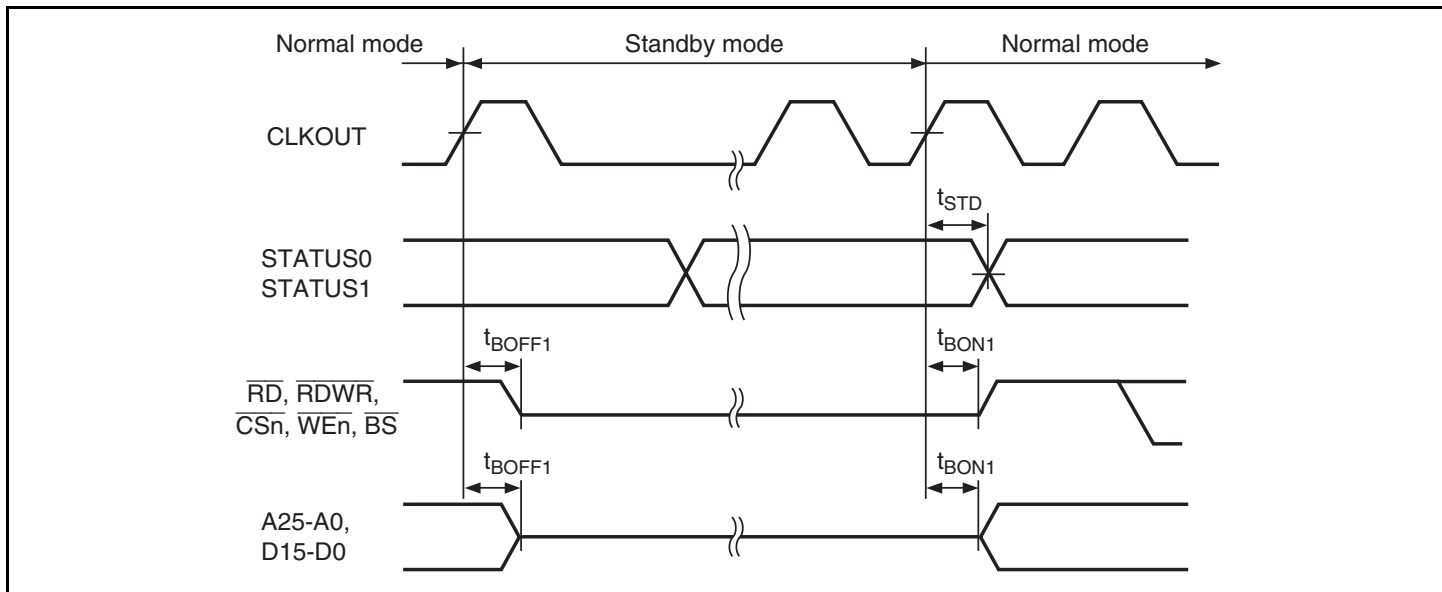 Normal mode Standby mode Normal mode
CLKOUT
tSTD
STATUS0
STATUS1
tBOFF1 tBON1
RD, RDWR,
CSn, WEn, BS
tBOFF1 tBON1
A25-A0,
D15-D0